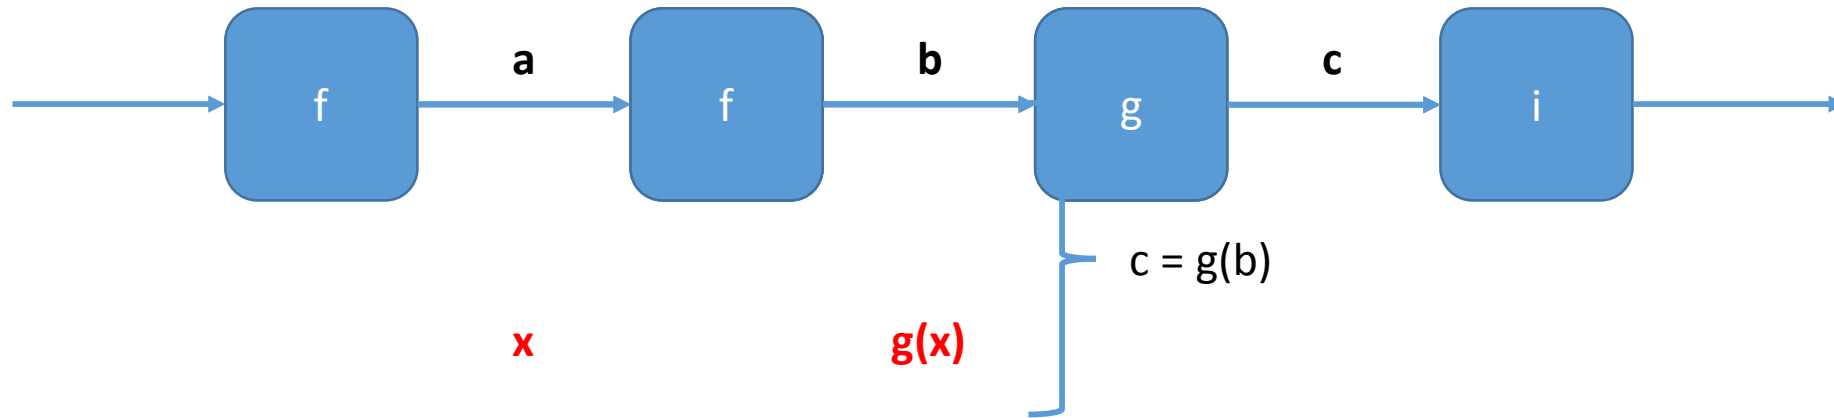 a b c
f f g i
c = g(b)
x g(x)